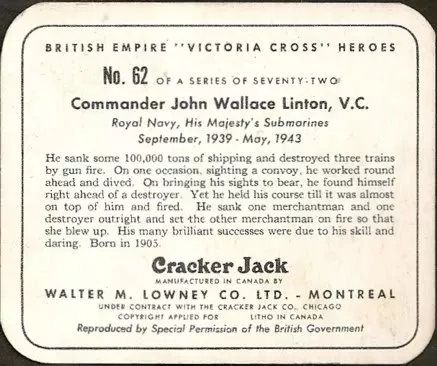 BRITISH EMPIRE "VICTORIA CROSS" HEROES
No. 62 OF A SERIES OF SEVENTY-TWO
Commander John Wallace Linton, V.C.
Royal Navy, His Majesty's Submarines
September, 1939 - May, 1943
He sank some 100,000 tons of shipping and destroyed three trains
by gun fire. On one occasion, sighting a convoy, he worked round
ahead and dived. On bringing his sights to bear, he found himself
right ahead of a destroyer. Yet he held his course till it was almost
on top of him and fired. He sank one merchantman and one
destroyer outright and set the other merchantman on fire so that
she blew up. His many brilliant successes were due to his skill and
daring. Born in 1905.
Cracker Jack
MANUFACTURED IN CANADA BY
WALTER M. LOWNEY CO. LTD. - MONTREAL
UNDER CONTRACT WITH THE CRACKER JACK CO., CHICAGO
COPYRIGHT APPLIED FOR LITHO IN CANADA
Reproduced by Special Permission of the British Government